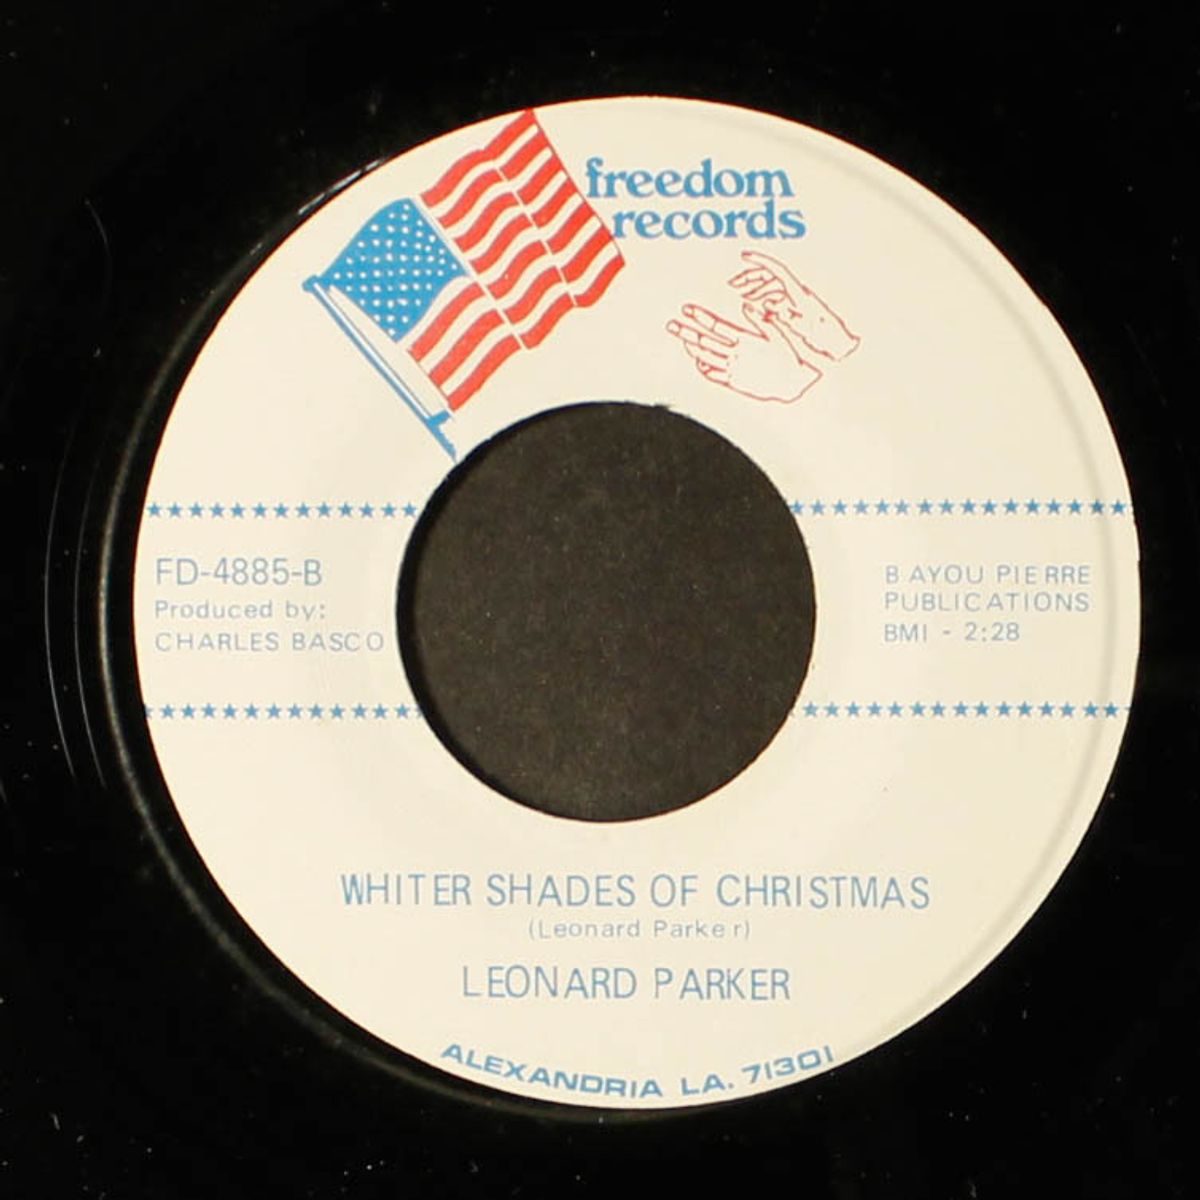 freedom
records
FD-4885-B
Produced by:
CHARLES BASCO
BAYOU PIERRE
PUBLICATIONS
BMI - 2:28
WHITER SHADES OF CHRISTMAS
(Leonard Parker)
LEONARD PARKER
ALEXANDRIA LA. 71301